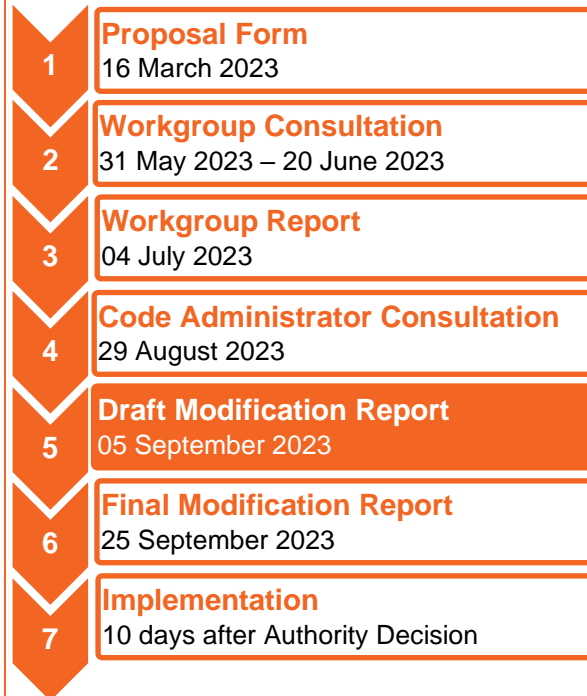 1
Proposal Form
16 March 2023
2
Workgroup Consultation
31 May 2023 – 20 June 2023
3
Workgroup Report
04 July 2023
4
Code Administrator Consultation
29 August 2023
5
Draft Modification Report
05 September 2023
6
Final Modification Report
25 September 2023
7
Implementation
10 days after Authority Decision